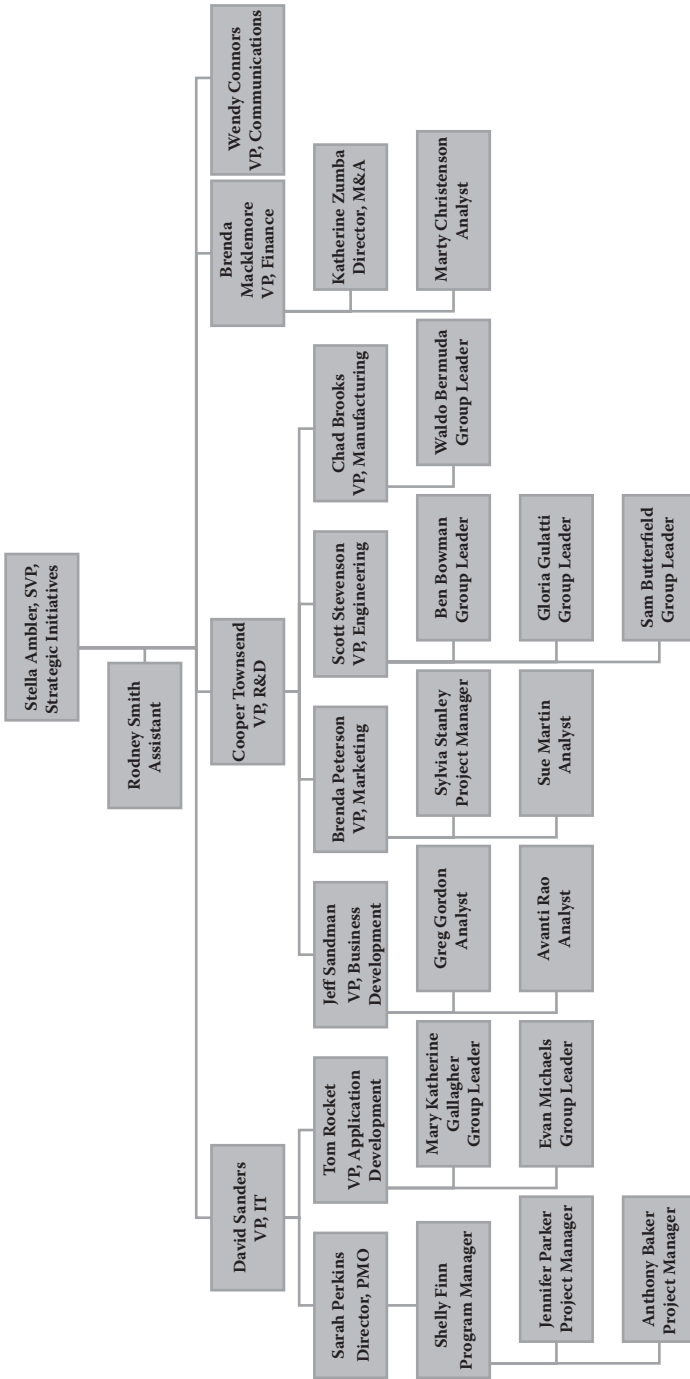 Stella Ambler, SVP,
Strategic Initiatives
Rodney Smith
Assistant
David Sanders
VP, IT
Cooper Townsend
VP, R&D
Brenda
Macklemore
VP, Finance
Wendy Connors
VP, Communications
Sarah Perkins
Director, PMO
Tom Rocket
VP, Application
Development
Jeff Sandman
VP, Business
Development
Brenda Peterson
VP, Marketing
Scott Stevenson
VP, Engineering
Chad Brooks
VP, Manufacturing
Katherine Zumba
Director, M&A
Shelly Finn
Program Manager
Mary Katherine
Gallagher
Group Leader
Greg Gordon
Analyst
Sylvia Stanley
Project Manager
Ben Bowman
Group Leader
Waldo Bermuda
Group Leader
Marty Christenson
Analyst
Jennifer Parker
Project Manager
Evan Michaels
Group Leader
Avanti Rao
Analyst
Sue Martin
Analyst
Gloria Gulatti
Group Leader
Anthony Baker
Project Manager
Sam Butterfield
Group Leader